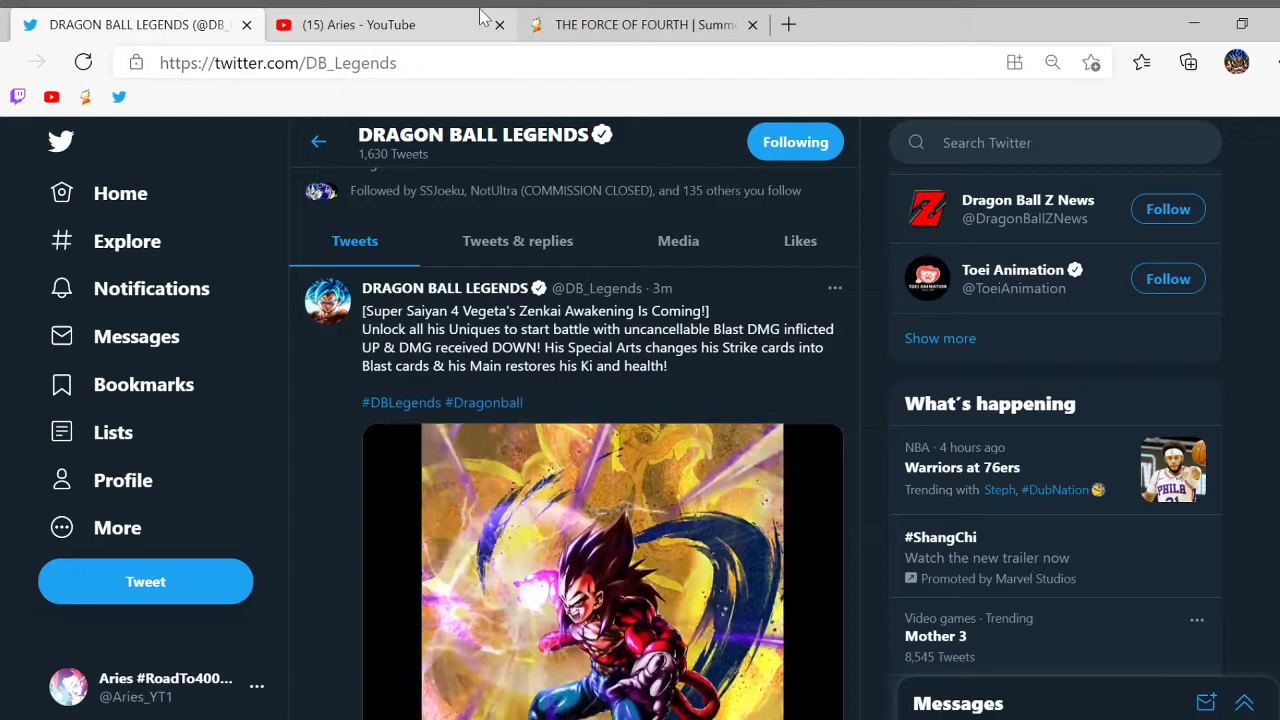 DRAGON BALL LEGENDS (@DB_
(15) Aries - YouTube
THE FORCE OF FOURTH | Summo
https://twitter.com/DB_Legends
Home
Explore
Notifications
Messages
Bookmarks
Lists
Profile
More
Tweet
Aries #RoadTo400...
@Aries_YT1
DRAGON BALL LEGENDS
1,630 Tweets
Following
Followed by SSJoeku, NotUltra (COMMISSION CLOSED), and 135 others you follow
Tweets
Tweets & replies
Media
Likes
DRAGON BALL LEGENDS @DB_Legends · 3m
[Super Saiyan 4 Vegeta's Zenkai Awakening Is Coming!]
Unlock all his Uniques to start battle with uncancellable Blast DMG inflicted
UP & DMG received DOWN! His Special Arts changes his Strike cards into
Blast cards & his Main restores his Ki and health!
#DBLegends #Dragonball
Search Twitter
Dragon Ball Z News
@DragonBallZNews
Follow
Toei Animation
@ToeiAnimation
Follow
Show more
What's happening
NBA · 4 hours ago
Warriors at 76ers
Trending with Steph, #DubNation
#ShangChi
Watch the new trailer now
Promoted by Marvel Studios
Video games · Trending
Mother 3
8,545 Tweets
Messages